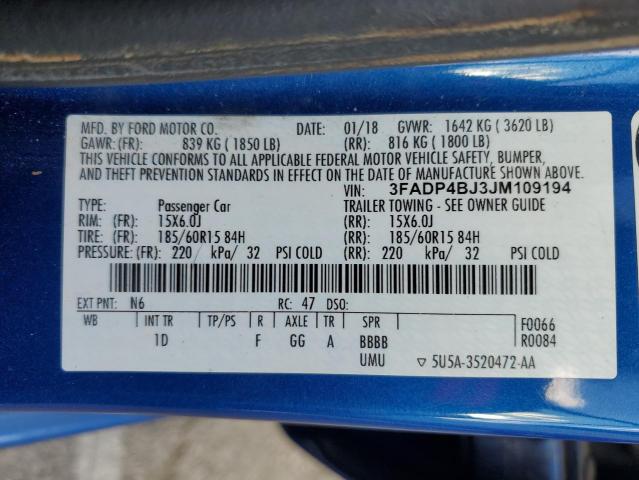 MFD. BY FORD MOTOR CO. DATE: 01/18 GVWR: 1642 KG ( 3620 LB)
GAWR: (FR): 839 KG ( 1850 LB) (RR): 816 KG ( 1800 LB)
THIS VEHICLE CONFORMS TO ALL APPLICABLE FEDERAL MOTOR VEHICLE SAFETY, BUMPER,
AND THEFT PREVENTION STANDARDS IN EFFECT ON THE DATE OF MANUFACTURE SHOWN ABOVE.
VIN: 3FADP4BJ3JM109194
TYPE: Passenger Car TRAILER TOWING - SEE OWNER GUIDE
RIM: (FR): 15X6.0J (RR): 15X6.0J
TIRE: (FR): 185/60R15 84H (RR): 185/60R15 84H
PRESSURE: (FR): 220 kPa/ 32 PSI COLD (RR): 220 kPa/ 32 PSI COLD
EXT PNT: N6 RC: 47 DSO:
WB INT TR TP/PS R AXLE TR SPR F0066
1D F GG A BBBB R0084
UMU ▽ 5U5A-3520472-AA